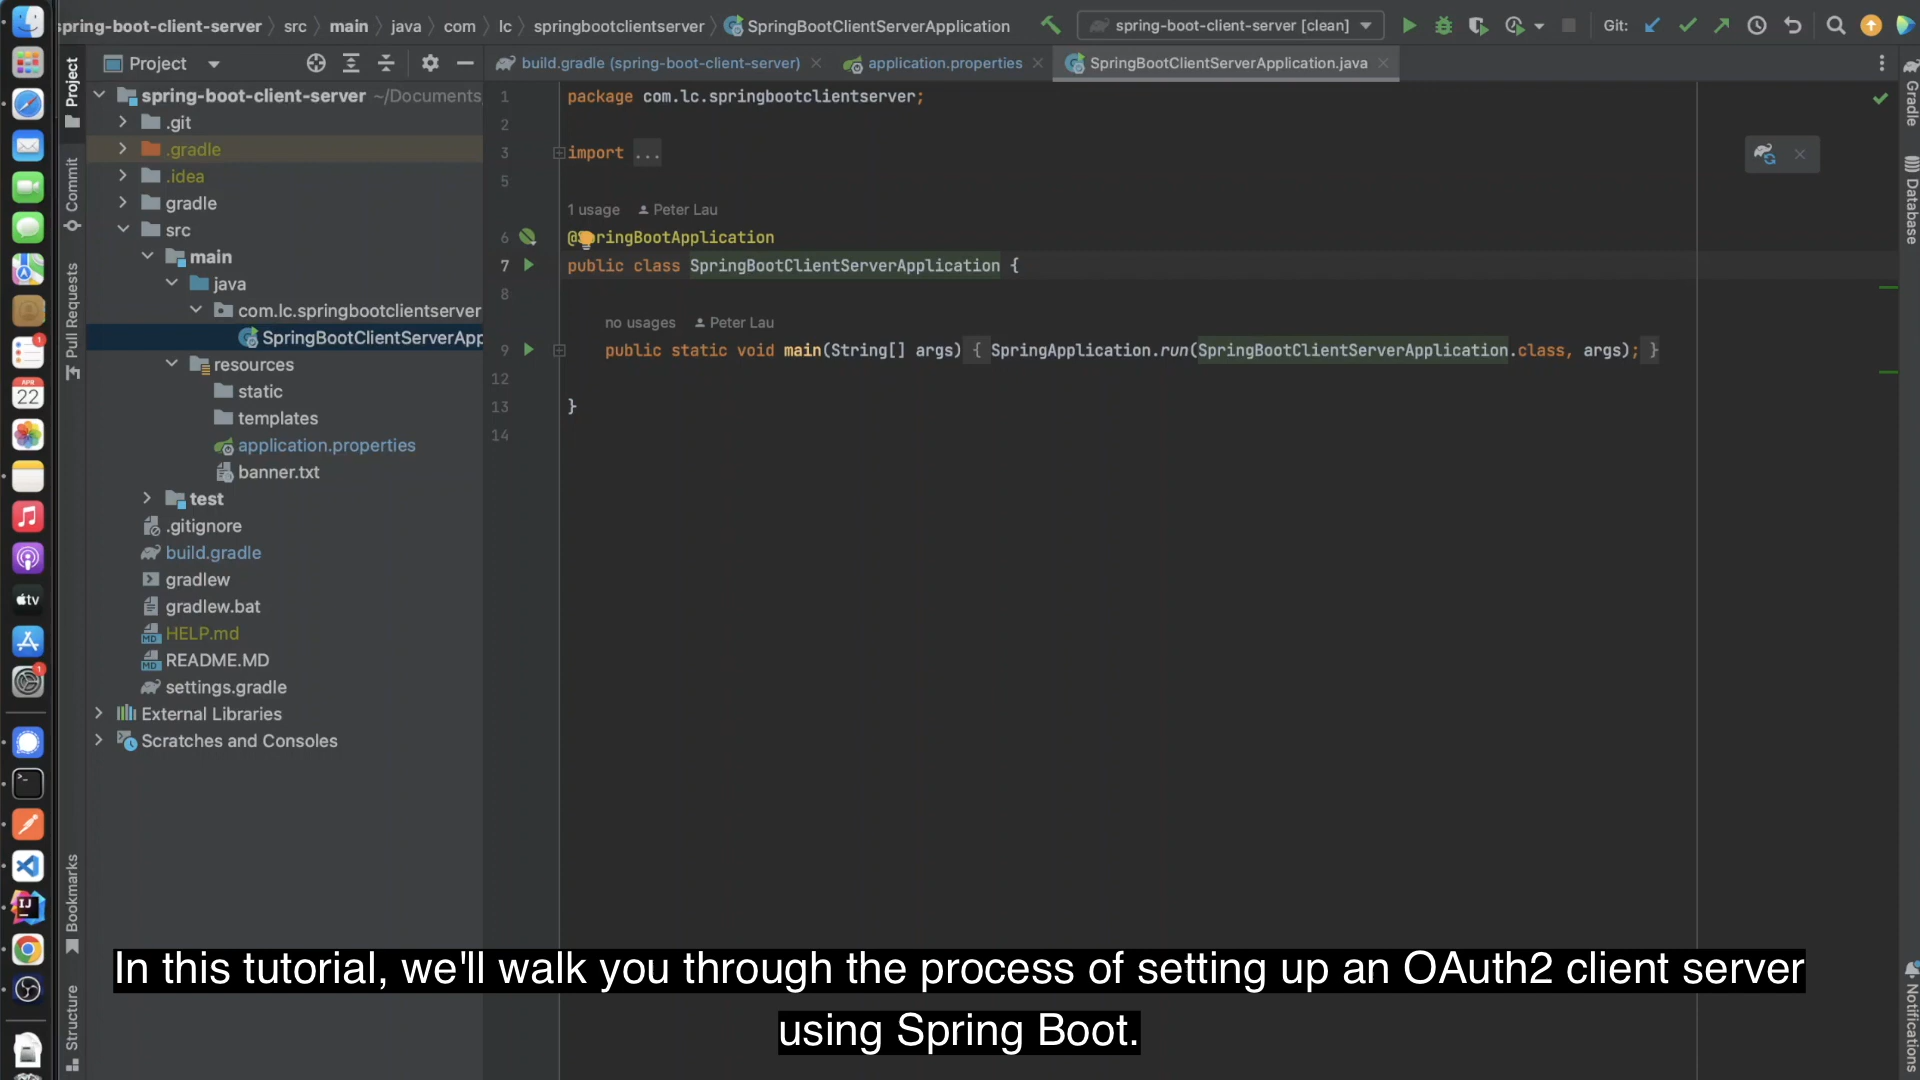 spring-boot-client-server > src > main > java > com > lc > springbootclientserver > SpringBootClientServerApplication
spring-boot-client-server [clean]
Git:
Project
build.gradle (spring-boot-client-server)
application.properties
SpringBootClientServerApplication.java
Project
Commit
Pull Requests
Bookmarks
Structure
Gradle
Database
Notifications
spring-boot-client-server ~/Documents
.git
.gradle
.idea
gradle
src
main
java
com.lc.springbootclientserver
SpringBootClientServerApp
resources
static
templates
application.properties
banner.txt
test
.gitignore
build.gradle
gradlew
gradlew.bat
HELP.md
README.MD
settings.gradle
External Libraries
Scratches and Consoles
1 package com.lc.springbootclientserver;
2
3 import ...
5
1 usage Peter Lau
6 @SpringBootApplication
7 public class SpringBootClientServerApplication {
8
no usages Peter Lau
9 public static void main(String[] args) { SpringApplication.run(SpringBootClientServerApplication.class, args); }
12
13 }
14
22
tv
IJ
In this tutorial, we'll walk you through the process of setting up an OAuth2 client server
using Spring Boot.